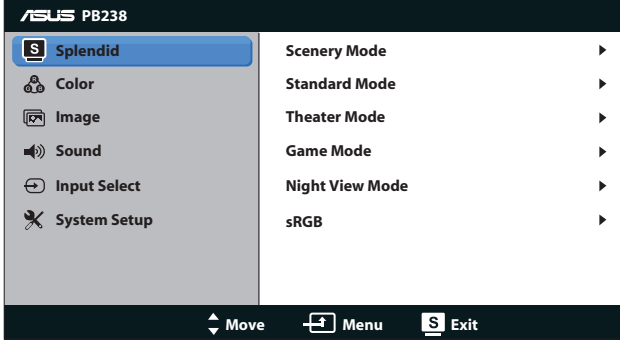 ASUS PB238
S Splendid
Color
Image
Sound
Input Select
System Setup
Scenery Mode
Standard Mode
Theater Mode
Game Mode
Night View Mode
sRGB
Move Menu S Exit